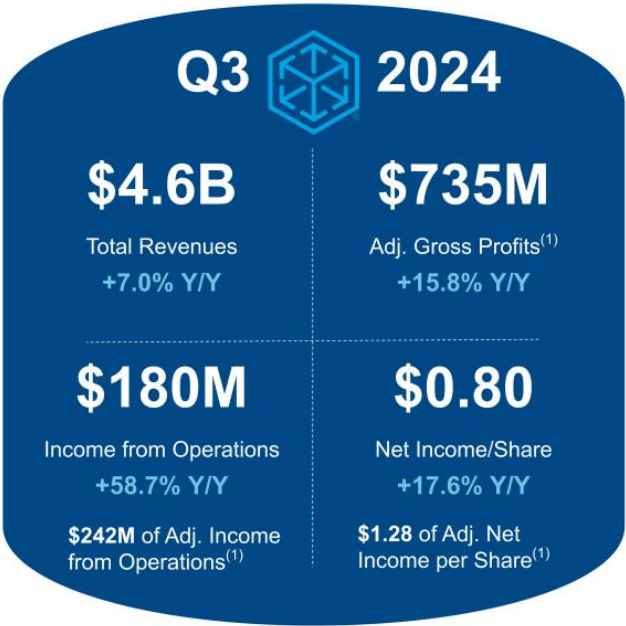 Q3 2024
$4.6B
Total Revenues
+7.0% Y/Y
$735M
Adj. Gross Profits(1)
+15.8% Y/Y
$180M
Income from Operations
+58.7% Y/Y
$242M of Adj. Income
from Operations(1)
$0.80
Net Income/Share
+17.6% Y/Y
$1.28 of Adj. Net
Income per Share(1)